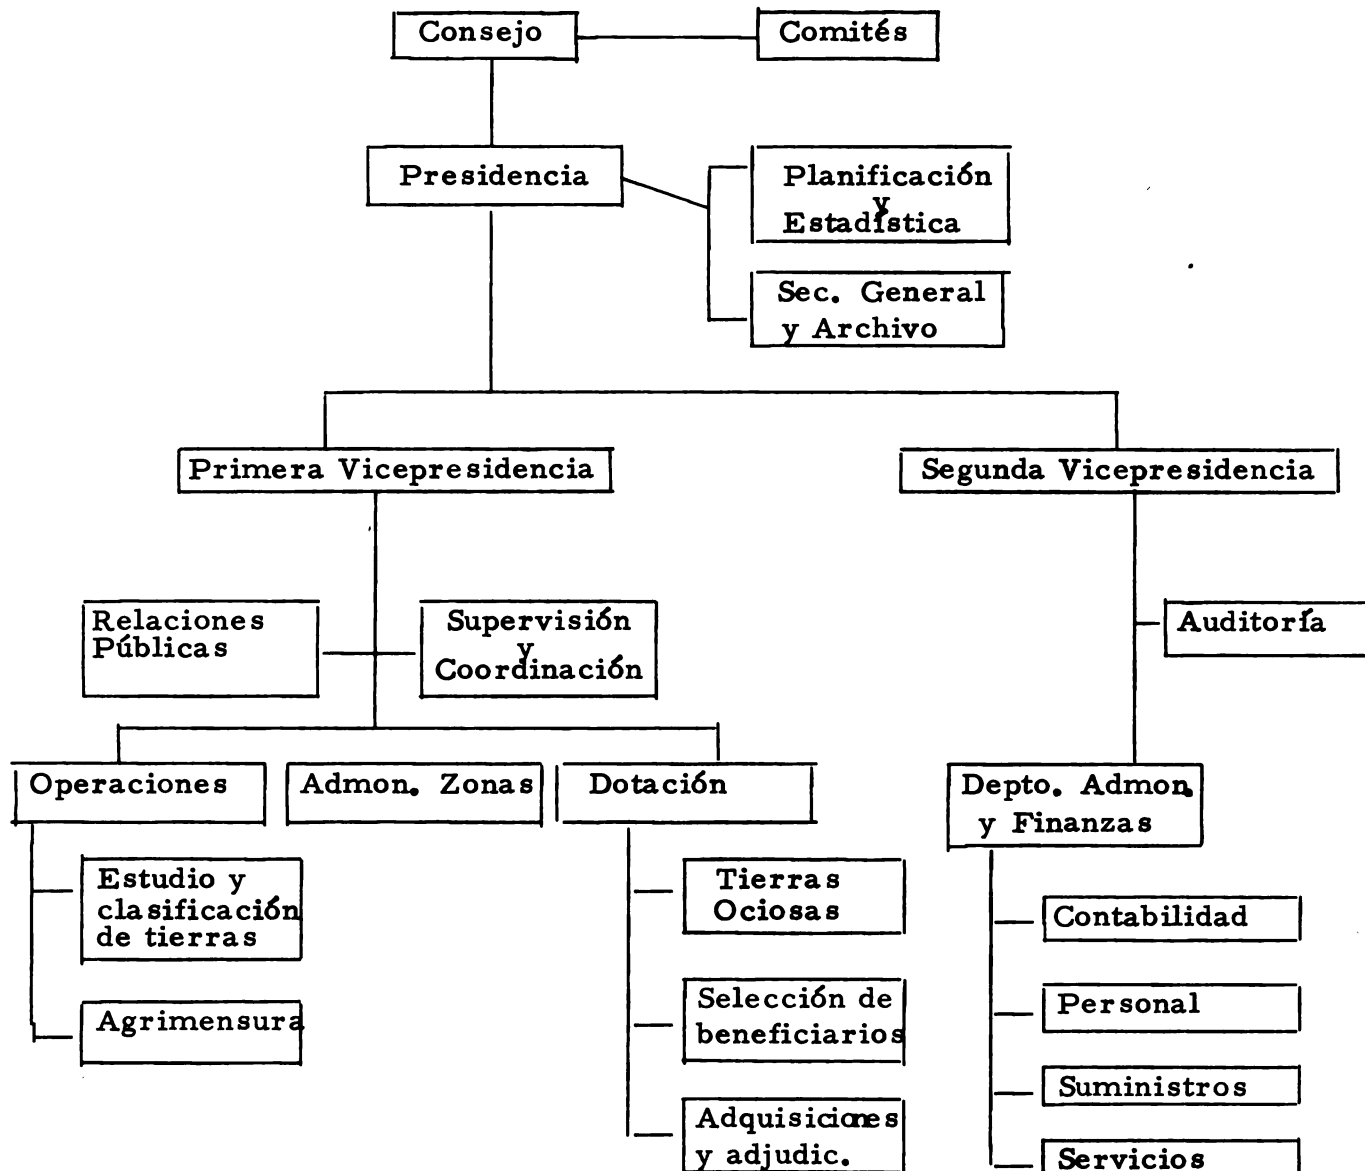 Consejo
Comités
Presidencia
Planificación
y
Estadística
Sec. General
y Archivo
Primera Vicepresidencia
Segunda Vicepresidencia
Relaciones
Públicas
Supervisión
y
Coordinación
Auditoría
Operaciones
Admon. Zonas
Dotación
Depto. Admon.
y Finanzas
Estudio y
clasificación
de tierras
Agrimensura
Tierras
Ociosas
Selección de
beneficiarios
Adquisiciones
y adjudic.
Contabilidad
Personal
Suministros
Servicios